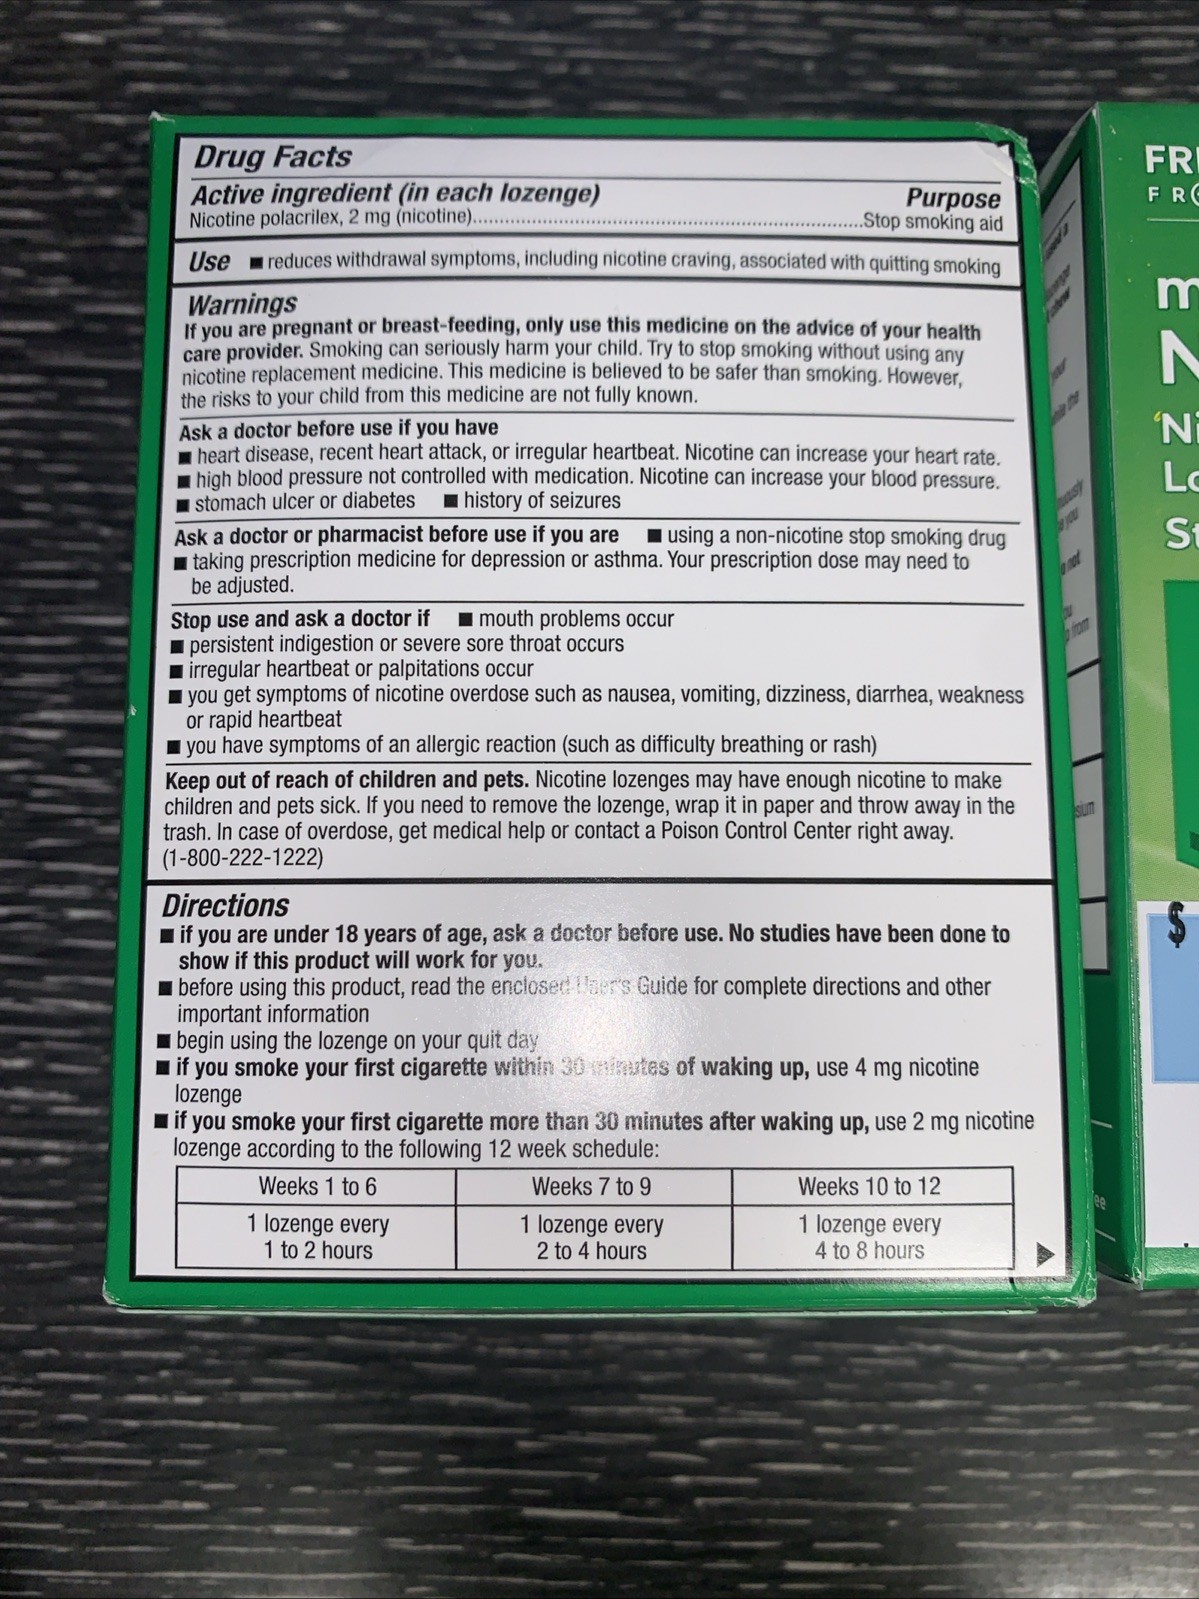 Drug Facts
Active ingredient (in each lozenge) Purpose
Nicotine polacrilex, 2 mg (nicotine)..........Stop smoking aid
Use ■ reduces withdrawal symptoms, including nicotine craving, associated with quitting smoking
Warnings
If you are pregnant or breast-feeding, only use this medicine on the advice of your health
care provider. Smoking can seriously harm your child. Try to stop smoking without using any
nicotine replacement medicine. This medicine is believed to be safer than smoking. However,
the risks to your child from this medicine are not fully known.
Ask a doctor before use if you have
■ heart disease, recent heart attack, or irregular heartbeat. Nicotine can increase your heart rate.
■ high blood pressure not controlled with medication. Nicotine can increase your blood pressure.
■ stomach ulcer or diabetes ■ history of seizures
Ask a doctor or pharmacist before use if you are ■ using a non-nicotine stop smoking drug
■ taking prescription medicine for depression or asthma. Your prescription dose may need to
be adjusted.
Stop use and ask a doctor if ■ mouth problems occur
■ persistent indigestion or severe sore throat occurs
■ irregular heartbeat or palpitations occur
■ you get symptoms of nicotine overdose such as nausea, vomiting, dizziness, diarrhea, weakness
or rapid heartbeat
■ you have symptoms of an allergic reaction (such as difficulty breathing or rash)
Keep out of reach of children and pets. Nicotine lozenges may have enough nicotine to make
children and pets sick. If you need to remove the lozenge, wrap it in paper and throw away in the
trash. In case of overdose, get medical help or contact a Poison Control Center right away.
(1-800-222-1222)
Directions
■ if you are under 18 years of age, ask a doctor before use. No studies have been done to
show if this product will work for you.
■ before using this product, read the enclosed User's Guide for complete directions and other
important information
■ begin using the lozenge on your quit day
■ if you smoke your first cigarette within 30 minutes of waking up, use 4 mg nicotine
lozenge
■ if you smoke your first cigarette more than 30 minutes after waking up, use 2 mg nicotine
lozenge according to the following 12 week schedule:
Weeks 1 to 6 Weeks 7 to 9 Weeks 10 to 12
1 lozenge every 1 lozenge every 1 lozenge every
1 to 2 hours 2 to 4 hours 4 to 8 hours
FR
FR
m
N
Ni
Lo
St
$